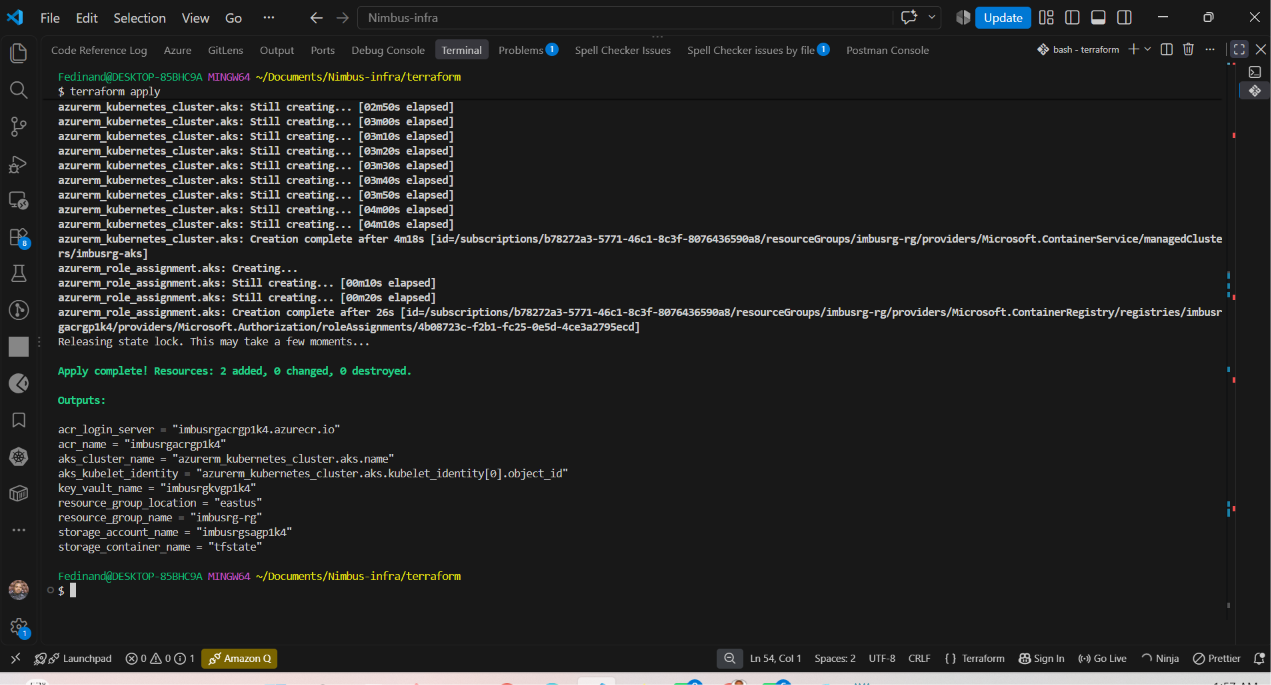 File Edit Selection View Go ··· Nimbus-infra Update
Code Reference Log Azure GitLens Output Ports Debug Console Terminal Problems 1 Spell Checker Issues Spell Checker issues by file 1 Postman Console bash - terraform
Fedinand@DESKTOP-85BHC9A MINGW64 ~/Documents/Nimbus-infra/terraform
$ terraform apply
azurerm_kubernetes_cluster.aks: Still creating... [02m50s elapsed]
azurerm_kubernetes_cluster.aks: Still creating... [03m00s elapsed]
azurerm_kubernetes_cluster.aks: Still creating... [03m10s elapsed]
azurerm_kubernetes_cluster.aks: Still creating... [03m20s elapsed]
azurerm_kubernetes_cluster.aks: Still creating... [03m30s elapsed]
azurerm_kubernetes_cluster.aks: Still creating... [03m40s elapsed]
azurerm_kubernetes_cluster.aks: Still creating... [03m50s elapsed]
azurerm_kubernetes_cluster.aks: Still creating... [04m00s elapsed]
azurerm_kubernetes_cluster.aks: Still creating... [04m10s elapsed]
azurerm_kubernetes_cluster.aks: Creation complete after 4m18s [id=/subscriptions/b78272a3-5771-46c1-8c3f-8076436590a8/resourceGroups/imbusrg-rg/providers/Microsoft.ContainerService/managedCluste
rs/imbusrg-aks]
azurerm_role_assignment.aks: Creating...
azurerm_role_assignment.aks: Still creating... [00m10s elapsed]
azurerm_role_assignment.aks: Still creating... [00m20s elapsed]
azurerm_role_assignment.aks: Creation complete after 26s [id=/subscriptions/b78272a3-5771-46c1-8c3f-8076436590a8/resourceGroups/imbusrg-rg/providers/Microsoft.ContainerRegistry/registries/imbusr
gacrgp1k4/providers/Microsoft.Authorization/roleAssignments/4b08723c-f2b1-fc25-0e5d-4ce3a2795ecd]
Releasing state lock. This may take a few moments...
Apply complete! Resources: 2 added, 0 changed, 0 destroyed.
Outputs:
acr_login_server = "imbusrgacrgp1k4.azurecr.io"
acr_name = "imbusrgacrgp1k4"
aks_cluster_name = "azurerm_kubernetes_cluster.aks.name"
aks_kubelet_identity = "azurerm_kubernetes_cluster.aks.kubelet_identity[0].object_id"
key_vault_name = "imbusrgkvgp1k4"
resource_group_location = "eastus"
resource_group_name = "imbusrg-rg"
storage_account_name = "imbusrgsagp1k4"
storage_container_name = "tfstate"
Fedinand@DESKTOP-85BHC9A MINGW64 ~/Documents/Nimbus-infra/terraform
$
8
1
Launchpad 0 0 1 Amazon Q Ln 54, Col 1 Spaces: 2 UTF-8 CRLF { } Terraform Sign In Go Live Ninja Prettier